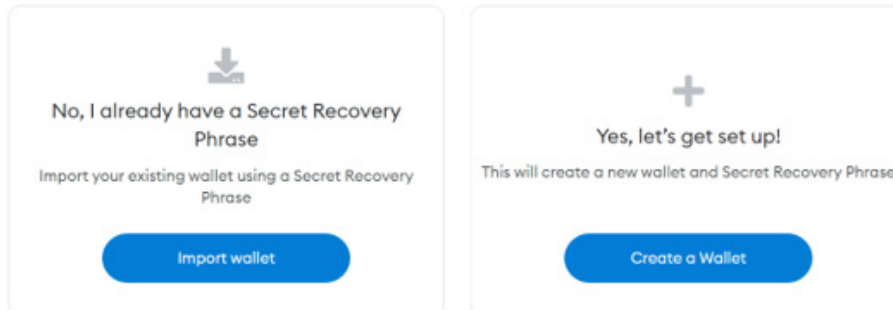 No, I already have a Secret Recovery
Phrase
Import your existing wallet using a Secret Recovery
Phrase
Import wallet
Yes, let's get set up!
This will create a new wallet and Secret Recovery Phrase
Create a Wallet